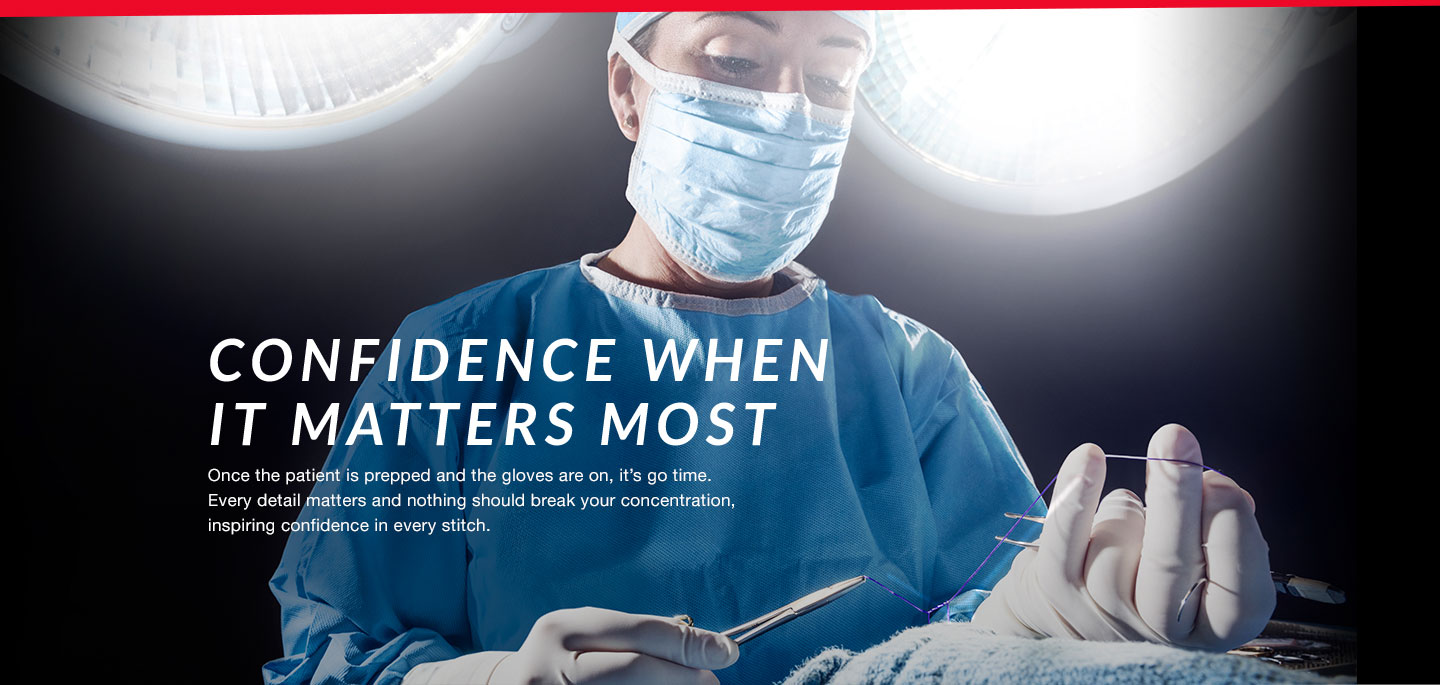 CONFIDENCE WHEN
IT MATTERS MOST
Once the patient is prepped and the gloves are on, it’s go time.
Every detail matters and nothing should break your concentration,
inspiring confidence in every stitch.